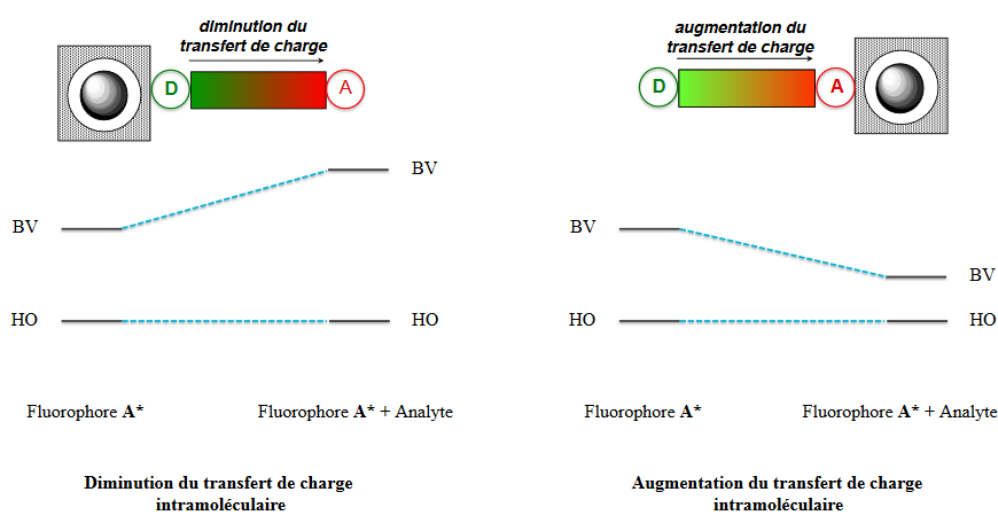 diminution du
transfert de charge
D
A
BV
BV
HO
HO
Fluorophore A*
Fluorophore A* + Analyte
Diminution du transfert de charge
intramoléculaire
augmentation du
transfert de charge
D
A
BV
BV
HO
HO
Fluorophore A*
Fluorophore A* + Analyte
Augmentation du transfert de charge
intramoléculaire